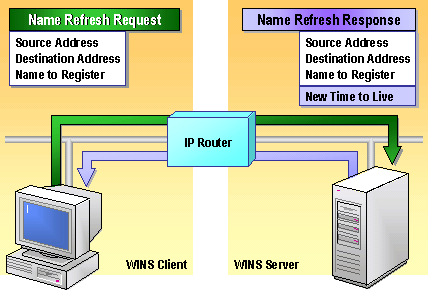 Name Refresh Request
Source Address
Destination Address
Name to Register
Name Refresh Response
Source Address
Destination Address
Name to Register
New Time to Live
IP Router
WINS Client
WINS Server